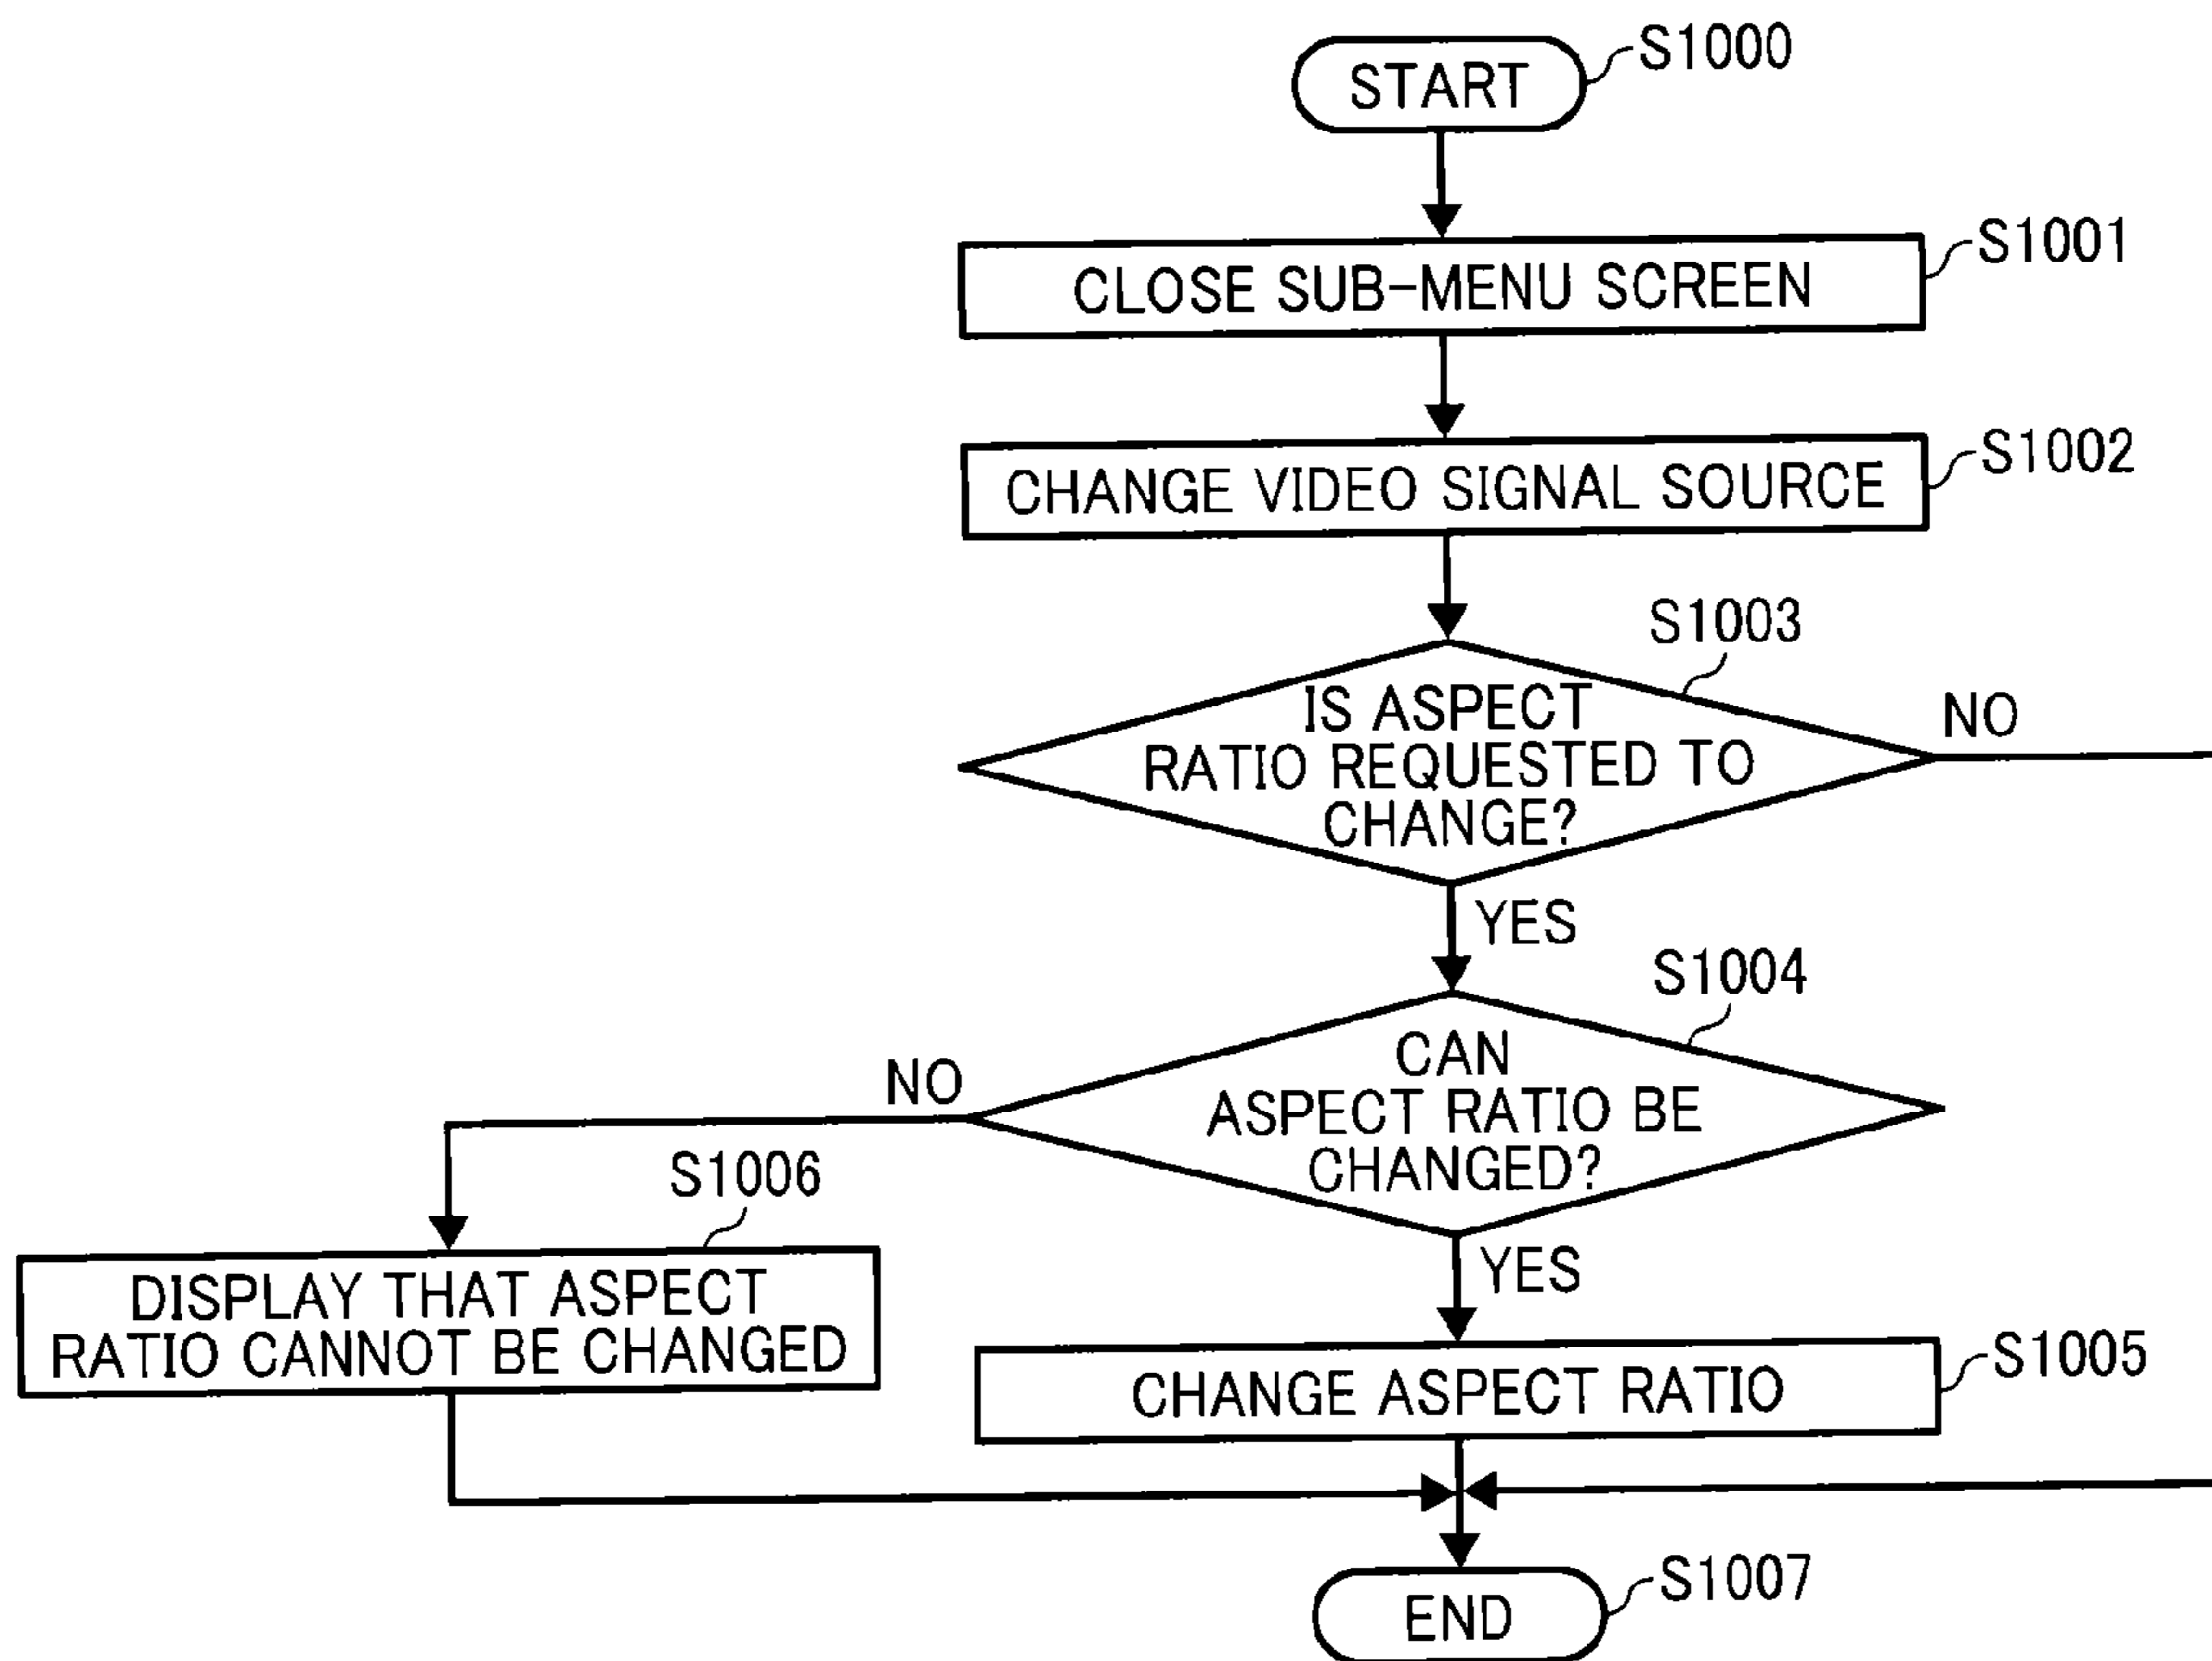 START
S1000
CLOSE SUB-MENU SCREEN
S1001
CHANGE VIDEO SIGNAL SOURCE
S1002
S1003
IS ASPECT
RATIO REQUESTED TO
CHANGE?
NO
YES
S1004
CAN
ASPECT RATIO BE
CHANGED?
NO
YES
S1006
DISPLAY THAT ASPECT
RATIO CANNOT BE CHANGED
CHANGE ASPECT RATIO
S1005
END
S1007